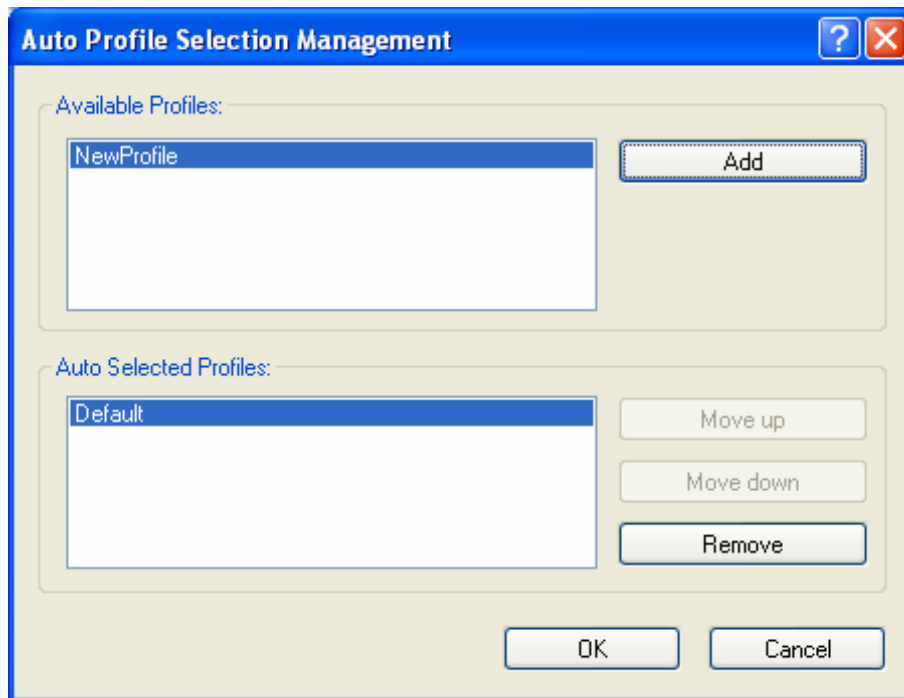 Auto Profile Selection Management ?
Available Profiles:
NewProfile
Add
Auto Selected Profiles:
Default
Move up
Move down
Remove
OK
Cancel